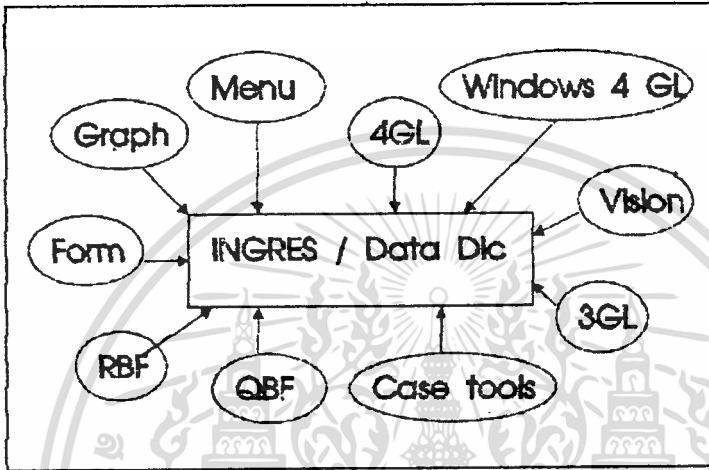 Menu
Windows 4 GL
Graph
4GL
Vision
Form
INGRES / Data Dic
3GL
RBF
QBF
Case tools